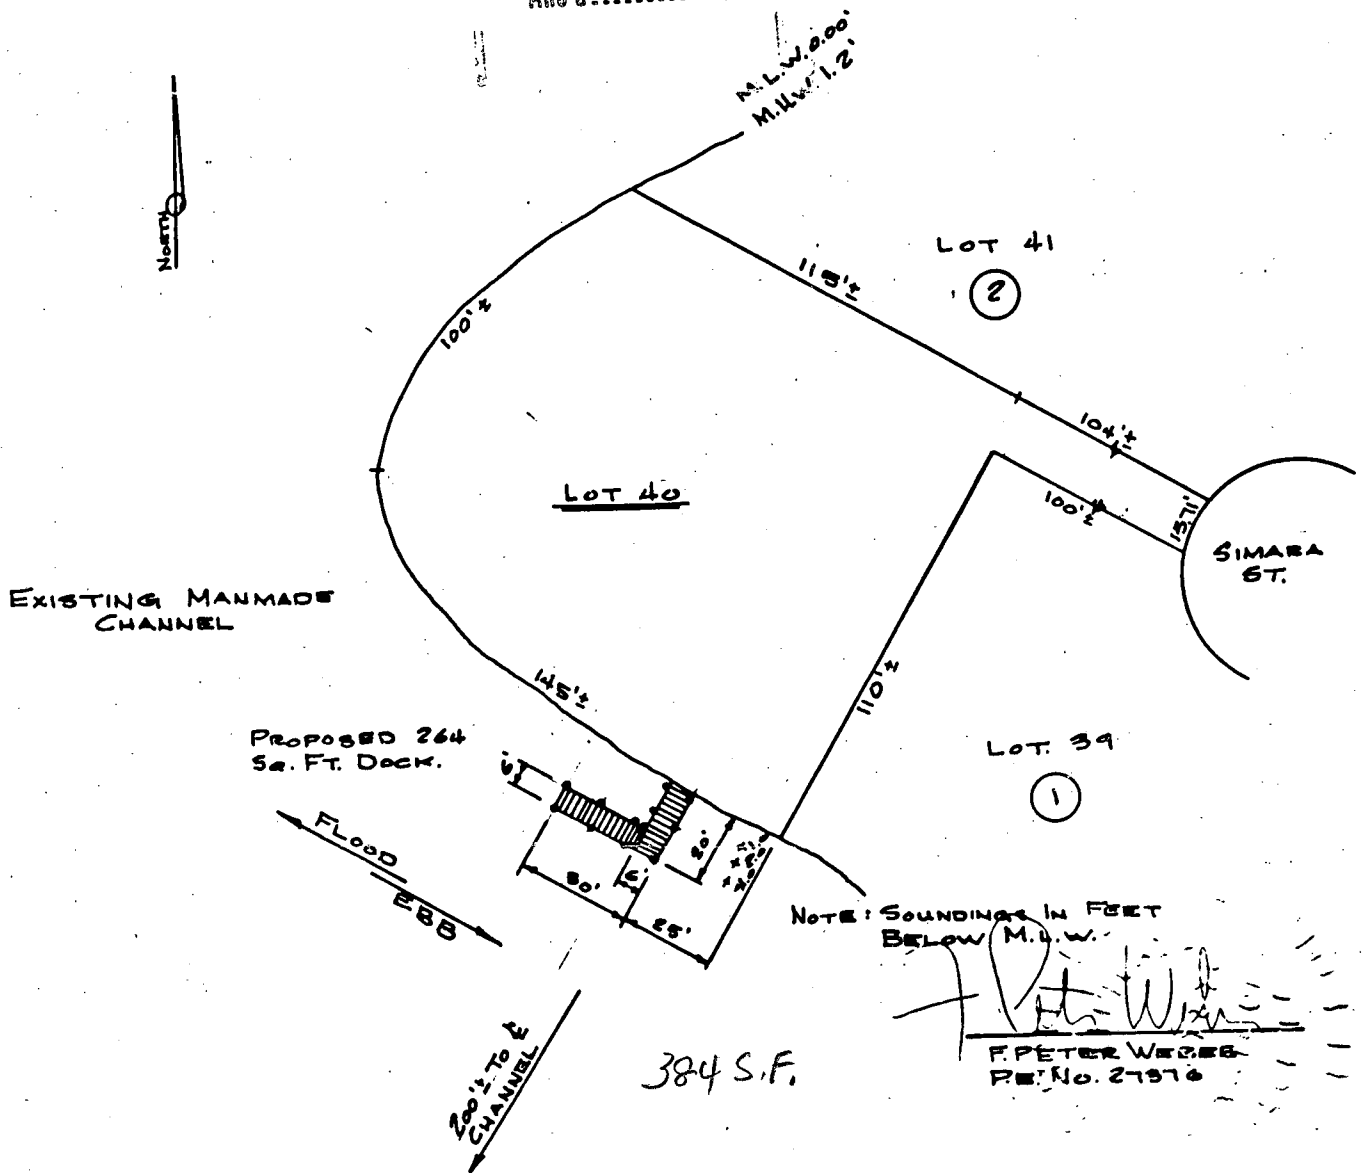 M.L.W. 0.00'
M.H.W. 1.2'
NORTH
LOT 41
2
115'±
100'±
104'±
LOT 40
100'±
15.71'
SIMARA
ST.
EXISTING MANMADE
CHANNEL
145'±
110'±
PROPOSED 264
SQ. FT. DOCK.
6'
LOT. 39
1
FLOOD
EBB
20'
30'
6'
25'
NOTE: SOUNDINGS IN FEET
BELOW M.L.W.
200'± TO ℄
CHANNEL
384 S.F.
F. PETER WEBER
P.E. No. 27976